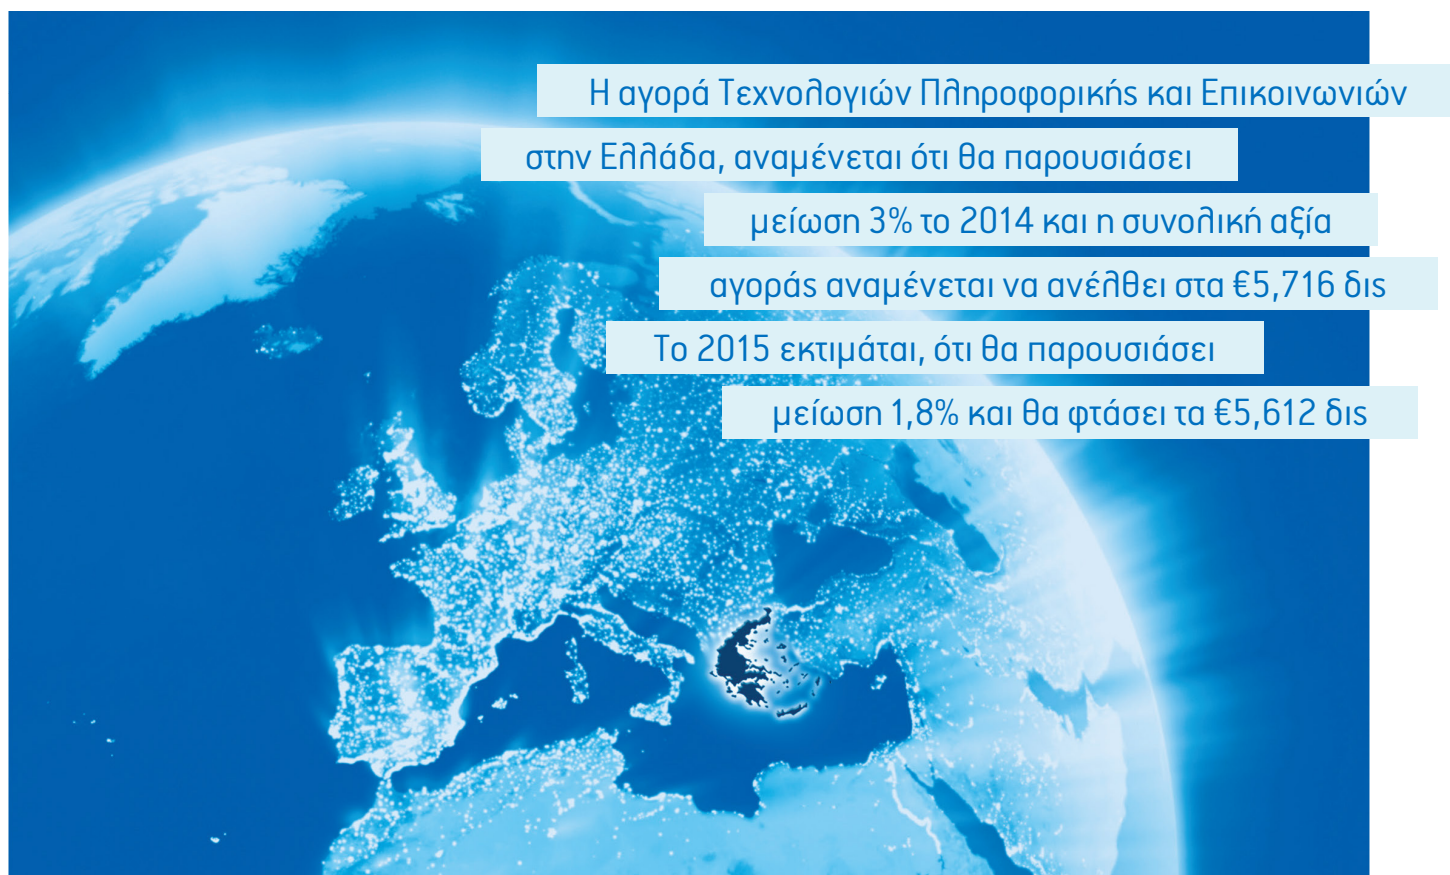 Η αγορά Τεχνολογιών Πληροφορικής και Επικοινωνιών
στην Ελλάδα, αναμένεται ότι θα παρουσιάσει
μείωση 3% το 2014 και η συνολική αξία
αγοράς αναμένεται να ανέλθει στα €5,716 δις
Το 2015 εκτιμάται, ότι θα παρουσιάσει
μείωση 1,8% και θα φτάσει τα €5,612 δις